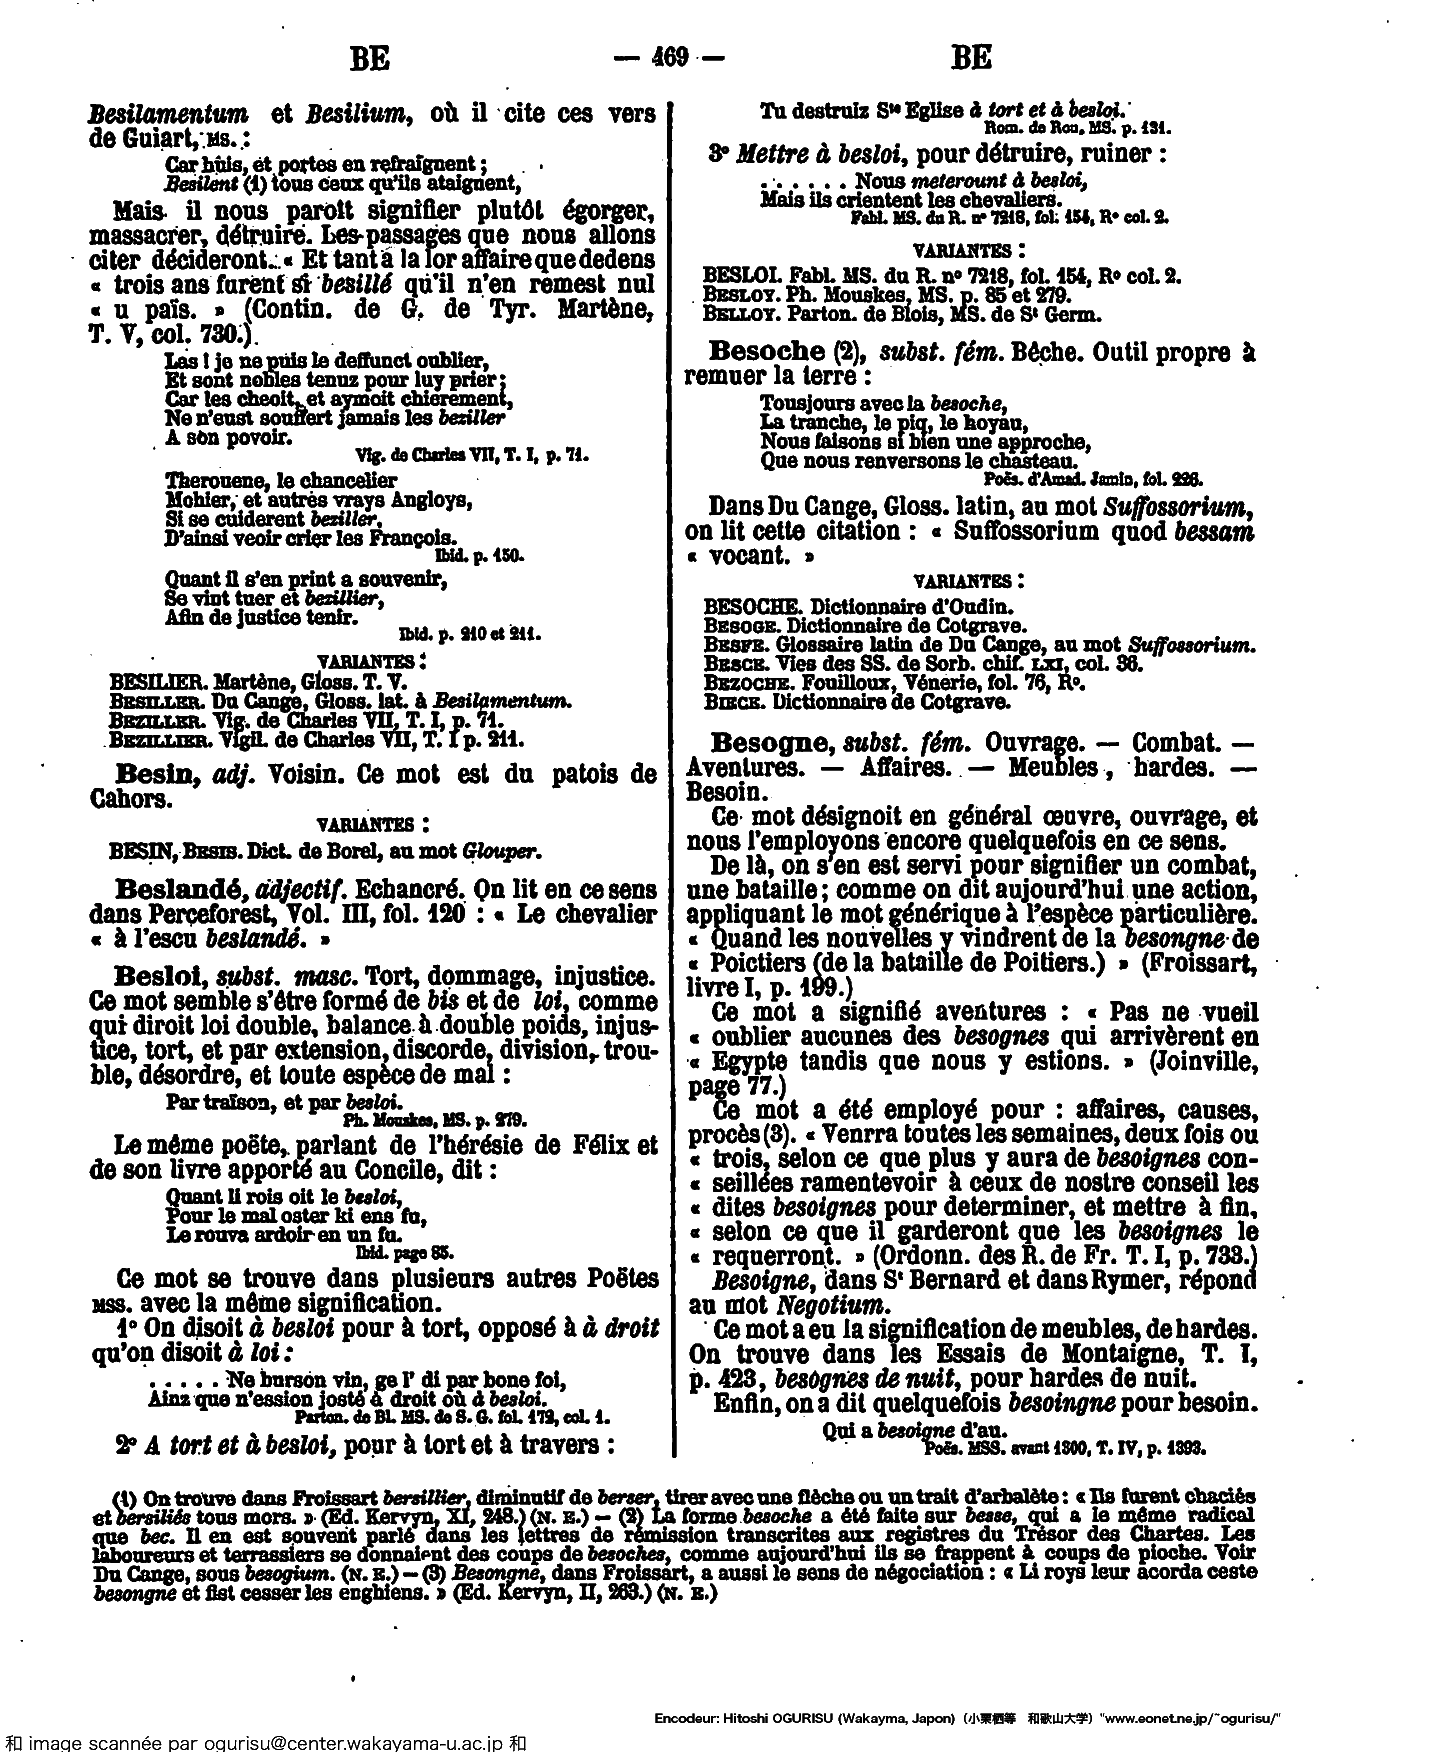 BE — 469 — BE
Besilamentum et Besilium, où il cite ces vers
de Guiart, MS. :
Car huis, et portes en refraignent ;
Besilent (1) tous ceux qu'ils ataignent,
Mais il nous paroît signifier plutôt égorger,
massacrer, détruire. Les passages que nous allons
citer décideront. « Et tant a la lor affaire que dedens
« trois ans furent si besillé qu'il n'en remest nul
« u païs. » (Contin. de G. de Tyr. Martène,
T. V, col. 730.)
Las ! je ne puis le deffunct oublier,
Et sont nobles tenuz pour luy prier ;
Car les cheoit, et aymoit chierement,
Ne n'eust souffert jamais les beziller
A son povoir.
Vig. de Charles VII, T. I, p. 71.
Therouene, le chancelier
Mohier, et autrès vrays Angloys,
Si se cuiderent beziller,
D'ainsi veoir crier les François.
Ibid. p. 150.
Quant il s'en print a souvenir,
Se vint tuer et bezillier,
Afin de justice tenir.
Ibid. p. 210 et 211.
VARIANTES :
BESILIER. Martène, Gloss. T. V.
BESILLER. Du Cange, Gloss. lat. à Besilamentum.
BEZILLER. Vig. de Charles VII, T. I, p. 71.
BEZILLIER. Vigil. de Charles VII, T. I p. 211.
Besin, adj. Voisin. Ce mot est du patois de
Cahors.
VARIANTES :
BESIN, BESIS. Dict. de Borel, au mot Glouper.
Beslandé, adjectif. Echancré. On lit en ce sens
dans Perceforest, Vol. III, fol. 120 : « Le chevalier
« à l'escu beslandé. »
Besloi, subst. masc. Tort, dommage, injustice.
Ce mot semble s'être formé de bis et de loi, comme
qui diroit loi double, balance à double poids, injus-
tice, tort, et par extension, discorde, division, trou-
ble, désordre, et toute espèce de mal :
Par traïson, et par besloi.
Ph. Mouskes, MS. p. 279.
Le même poëte, parlant de l'hérésie de Félix et
de son livre apporté au Concile, dit :
Quant li rois oit le besloi,
Pour le mal oster ki ens fu,
Le rouva ardoir en un fu.
Ibid. page 85.
Ce mot se trouve dans plusieurs autres Poëtes
MSS. avec la même signification.
1° On disoit à besloi pour à tort, opposé à à droit
qu'on disoit à loi :
. . . . . Ne burson vin, ge l' di par bone foi,
Ainz que n'ession josté à droit où à besloi.
Parton. de Bl. MS. de S. G. fol. 172, col. 1.
2° A tort et à besloi, pour à tort et à travers :
Tu destruiz Ste Eglise à tort et à besloi.
Rom. de Rou, MS. p. 131.
3° Mettre à besloi, pour détruire, ruiner :
. . . . . . Nous meterount à besloi,
Mais ils crientent les chevaliers.
Fabl. MS. du R. n° 7218, fol. 154, R° col. 2.
VARIANTES :
BESLOI. Fabl. MS. du R. n° 7218, fol. 154, R° col. 2.
BESLOY. Ph. Mouskes, MS. p. 85 et 279.
BELLOY. Parton. de Blois, MS. de St Germ.
Besoche (2), subst. fém. Bêche. Outil propre à
remuer la terre :
Tousjours avec la besoche,
La tranche, le piq, le hoyau,
Nous faisons si bien une approche,
Que nous renversons le chasteau.
Poës. d'Amad. Jamin, fol. 226.
Dans Du Cange, Gloss. latin, au mot Suffossorium,
on lit cette citation : « Suffossorium quod bessam
« vocant. »
VARIANTES :
BESOCHE. Dictionnaire d'Oudin.
BESOGE. Dictionnaire de Cotgrave.
BESFE. Glossaire latin de Du Cange, au mot Suffossorium.
BESCE. Vies des SS. de Sorb. chif. LXI, col. 36.
BEZOCHE. Fouilloux, Vénerie, fol. 76, R°.
BIECE. Dictionnaire de Cotgrave.
Besogne, subst. fém. Ouvrage. — Combat. —
Aventures. — Affaires. — Meubles, hardes. —
Besoin.
Ce mot désignoit en général œuvre, ouvrage, et
nous l'employons encore quelquefois en ce sens.
De là, on s'en est servi pour signifier un combat,
une bataille ; comme on dit aujourd'hui une action,
appliquant le mot générique à l'espèce particulière.
« Quand les nouvelles y vindrent de la besongne de
« Poictiers (de la bataille de Poitiers.) » (Froissart,
livre I, p. 199.)
Ce mot a signifié aventures : « Pas ne vueil
« oublier aucunes des besognes qui arrivèrent en
« Egypte tandis que nous y estions. » (Joinville,
page 77.)
Ce mot a été employé pour : affaires, causes,
procès (3). « Venrra toutes les semaines, deux fois ou
« trois, selon ce que plus y aura de besoignes con-
« seillées ramentevoir à ceux de nostre conseil les
« dites besoignes pour determiner, et mettre à fin,
« selon ce que il garderont que les besoignes le
« requerront. » (Ordonn. des R. de Fr. T. I, p. 733.)
Besoigne, dans St Bernard et dans Rymer, répond
au mot Negotium.
Ce mot a eu la signification de meubles, de hardes.
On trouve dans les Essais de Montaigne, T. I,
p. 423, besognes de nuit, pour hardes de nuit.
Enfin, on a dit quelquefois besoingne pour besoin.
Qui a besoigne d'au.
Poës. MSS. avant 1300, T. IV, p. 1393.
(1) On trouve dans Froissart bersillier, diminutif de berser, tirer avec une flèche ou un trait d'arbalète : « Ils furent chaciés
et bersiliés tous mors. » (Ed. Kervyn, XI, 248.) (N. E.) — (2) La forme besoche a été faite sur besse, qui a le même radical
que bec. Il en est souvent parlé dans les lettres de rémission transcrites aux registres du Trésor des Chartes. Les
laboureurs et terrassiers se donnaient des coups de besoches, comme aujourd'hui ils se frappent à coups de pioche. Voir
Du Cange, sous besogium. (N. E.) — (3) Besongne, dans Froissart, a aussi le sens de négociation : « Li roys leur acorda ceste
besongne et fist cesser les enghiens. » (Ed. Kervyn, II, 263.) (N. E.)
Encodeur: Hitoshi OGURISU (Wakayma, Japon) (小栗栖等 和歌山大学) "www.eonet.ne.jp/~ogurisu/"
和 image scannée par ogurisu@center.wakayama-u.ac.jp 和